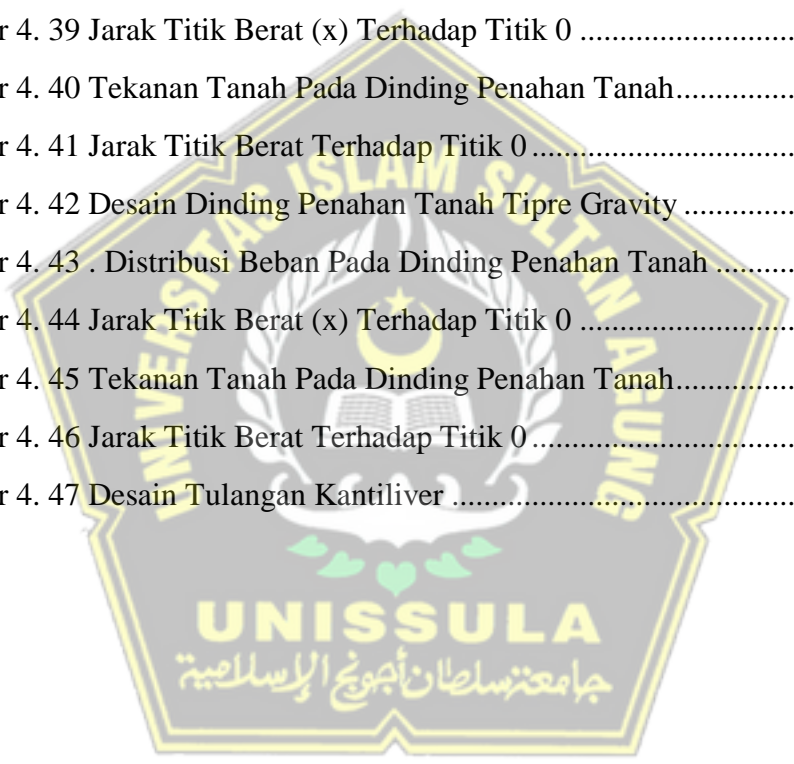 r 4. 39 Jarak Titik Berat (x) Terhadap Titik 0 ...........................
r 4. 40 Tekanan Tanah Pada Dinding Penahan Tanah...............
r 4. 41 Jarak Titik Berat Terhadap Titik 0 .................................
r 4. 42 Desain Dinding Penahan Tanah Tipre Gravity ..............
r 4. 43 . Distribusi Beban Pada Dinding Penahan Tanah ..........
r 4. 44 Jarak Titik Berat (x) Terhadap Titik 0 ...........................
r 4. 45 Tekanan Tanah Pada Dinding Penahan Tanah...............
r 4. 46 Jarak Titik Berat Terhadap Titik 0 .................................
r 4. 47 Desain Tulangan Kantiliver ...........................................
UNIVERSITAS ISLAM SULTAN AGUNG
UNISSULA
جامعة سلطان أجونج الإسلامية